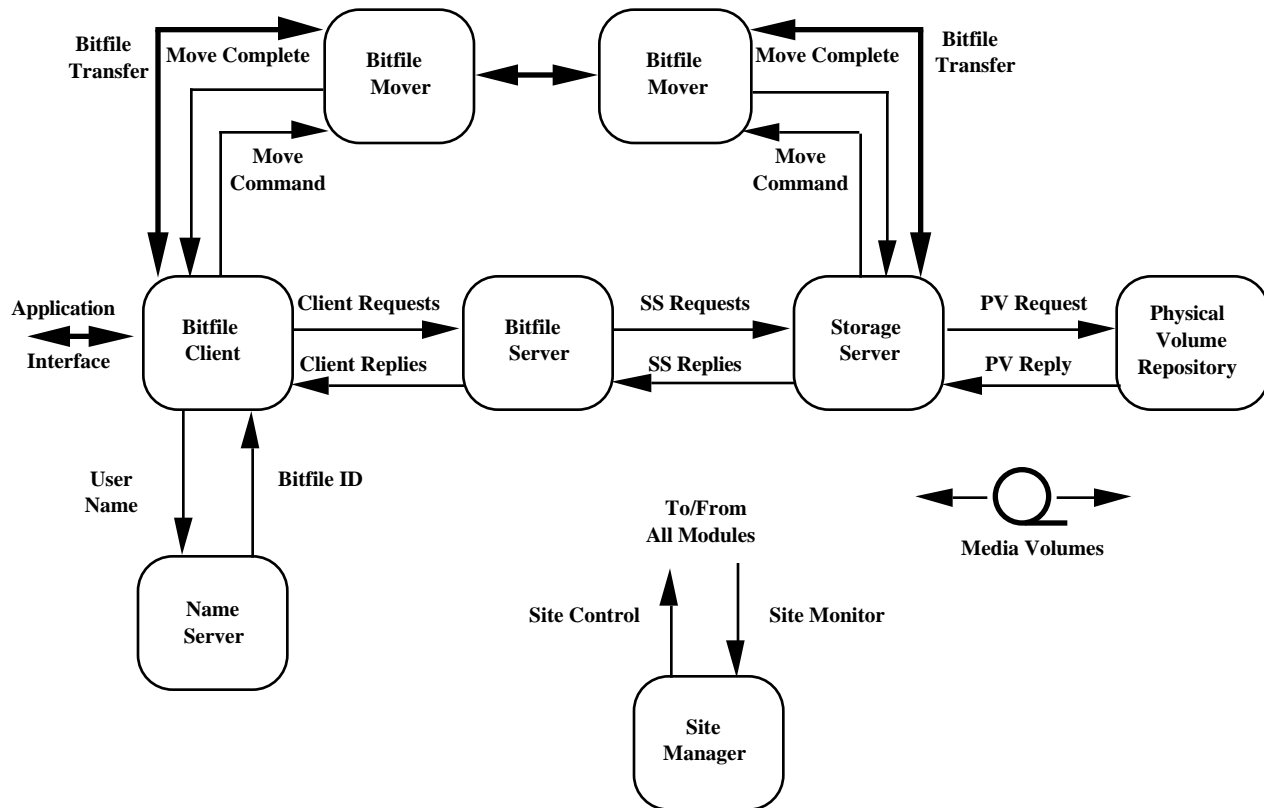 Bitfile
Transfer
Move Complete
Bitfile
Mover
Bitfile
Mover
Move Complete
Bitfile
Transfer
Move
Command
Move
Command
Application
Interface
Bitfile
Client
Client Requests
Client Replies
Bitfile
Server
SS Requests
SS Replies
Storage
Server
PV Request
PV Reply
Physical
Volume
Repository
User
Name
Bitfile ID
To/From
All Modules
Media Volumes
Name
Server
Site Control
Site Monitor
Site
Manager